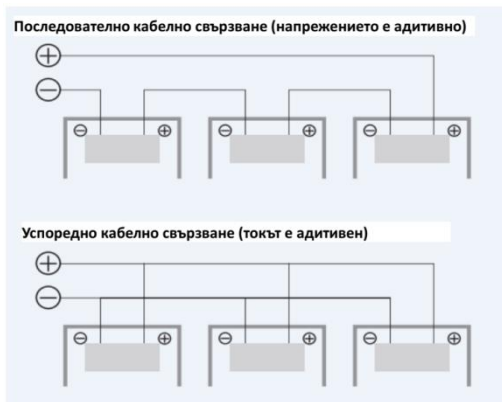 Последователно кабелно свързване (напрежението е адитивно)
⊕
⊖
⊖ ⊕ ⊖ ⊕ ⊖ ⊕
Успоредно кабелно свързване (токът е адитивен)
⊕
⊖
⊖ ⊕ ⊖ ⊕ ⊖ ⊕